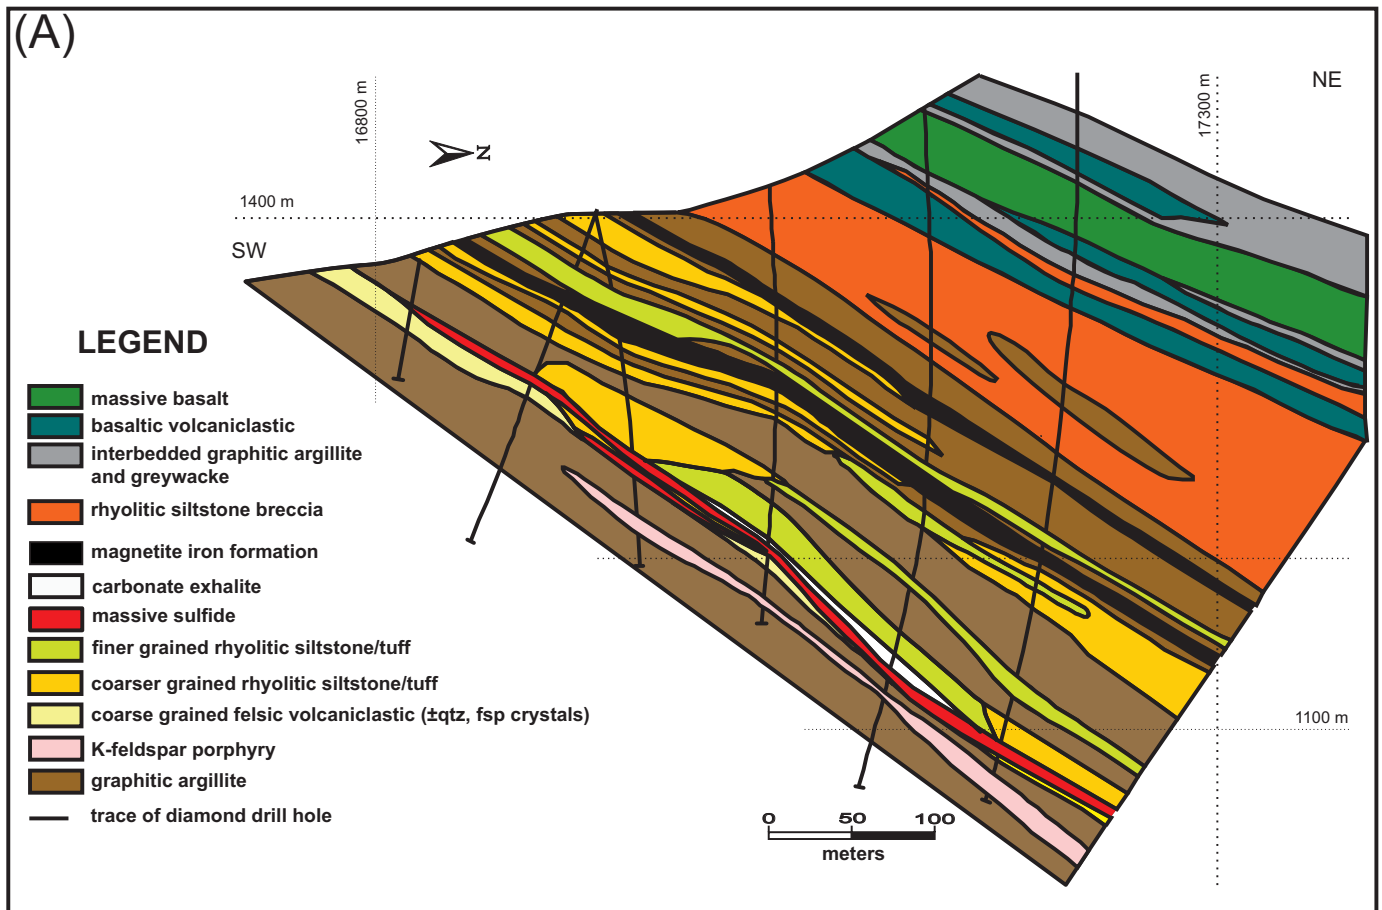 (A)
NE
16800 m
17300 m
N
1400 m
SW
LEGEND
massive basalt
basaltic volcaniclastic
interbedded graphitic argillite
and greywacke
rhyolitic siltstone breccia
magnetite iron formation
carbonate exhalite
massive sulfide
finer grained rhyolitic siltstone/tuff
coarser grained rhyolitic siltstone/tuff
coarse grained felsic volcaniclastic (±qtz, fsp crystals)
K-feldspar porphyry
graphitic argillite
trace of diamond drill hole
1100 m
0 50 100
meters